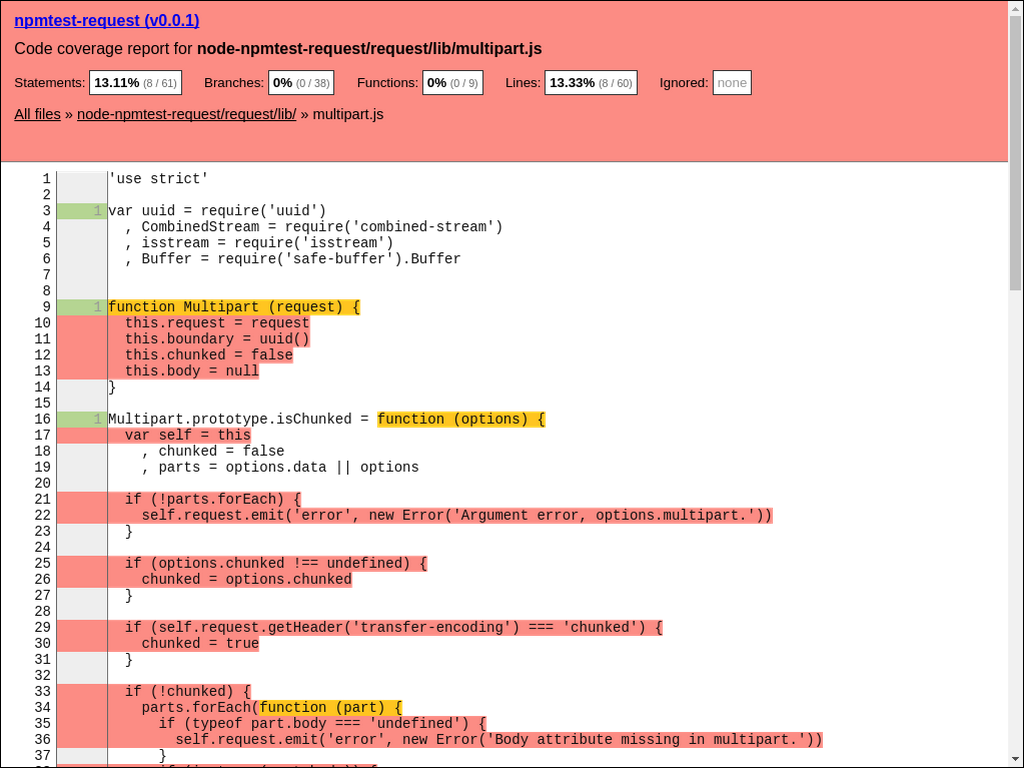 npmtest-request (v0.0.1)
Code coverage report for node-npmtest-request/request/lib/multipart.js
Statements: 13.11% (8 / 61) Branches: 0% (0 / 38) Functions: 0% (0 / 9) Lines: 13.33% (8 / 60) Ignored: none
All files » node-npmtest-request/request/lib/ » multipart.js
1 'use strict'
2
3 1 var uuid = require('uuid')
4   , CombinedStream = require('combined-stream')
5   , isstream = require('isstream')
6   , Buffer = require('safe-buffer').Buffer
7
8
9 1 function Multipart (request) {
10   this.request = request
11   this.boundary = uuid()
12   this.chunked = false
13   this.body = null
14 }
15
16 1 Multipart.prototype.isChunked = function (options) {
17   var self = this
18     , chunked = false
19     , parts = options.data || options
20
21   if (!parts.forEach) {
22     self.request.emit('error', new Error('Argument error, options.multipart.'))
23   }
24
25   if (options.chunked !== undefined) {
26     chunked = options.chunked
27   }
28
29   if (self.request.getHeader('transfer-encoding') === 'chunked') {
30     chunked = true
31   }
32
33   if (!chunked) {
34     parts.forEach(function (part) {
35       if (typeof part.body === 'undefined') {
36         self.request.emit('error', new Error('Body attribute missing in multipart.'))
37       }